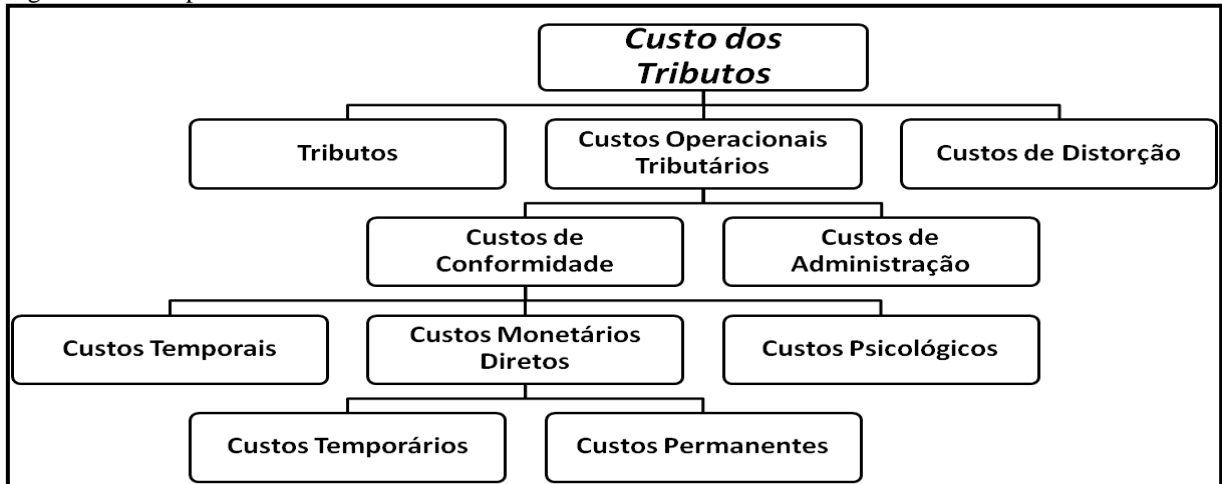 Custo dos
Tributos
Tributos
Custos Operacionais
Tributários
Custos de Distorção
Custos de
Conformidade
Custos de
Administração
Custos Temporais
Custos Monetários
Diretos
Custos Psicológicos
Custos Temporários
Custos Permanentes